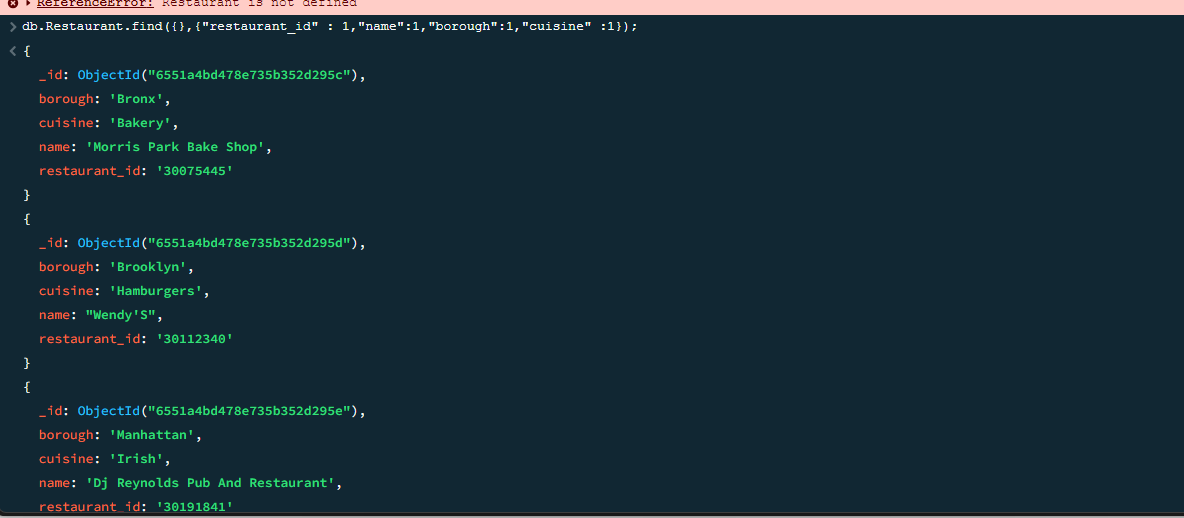 ReferenceError: Restaurant is not defined
db.Restaurant.find({},{"restaurant_id" : 1,"name":1,"borough":1,"cuisine" :1});
{
_id: ObjectId("6551a4bd478e735b352d295c"),
borough: 'Bronx',
cuisine: 'Bakery',
name: 'Morris Park Bake Shop',
restaurant_id: '30075445'
}
{
_id: ObjectId("6551a4bd478e735b352d295d"),
borough: 'Brooklyn',
cuisine: 'Hamburgers',
name: "Wendy'S",
restaurant_id: '30112340'
}
{
_id: ObjectId("6551a4bd478e735b352d295e"),
borough: 'Manhattan',
cuisine: 'Irish',
name: 'Dj Reynolds Pub And Restaurant',
restaurant_id: '30191841'